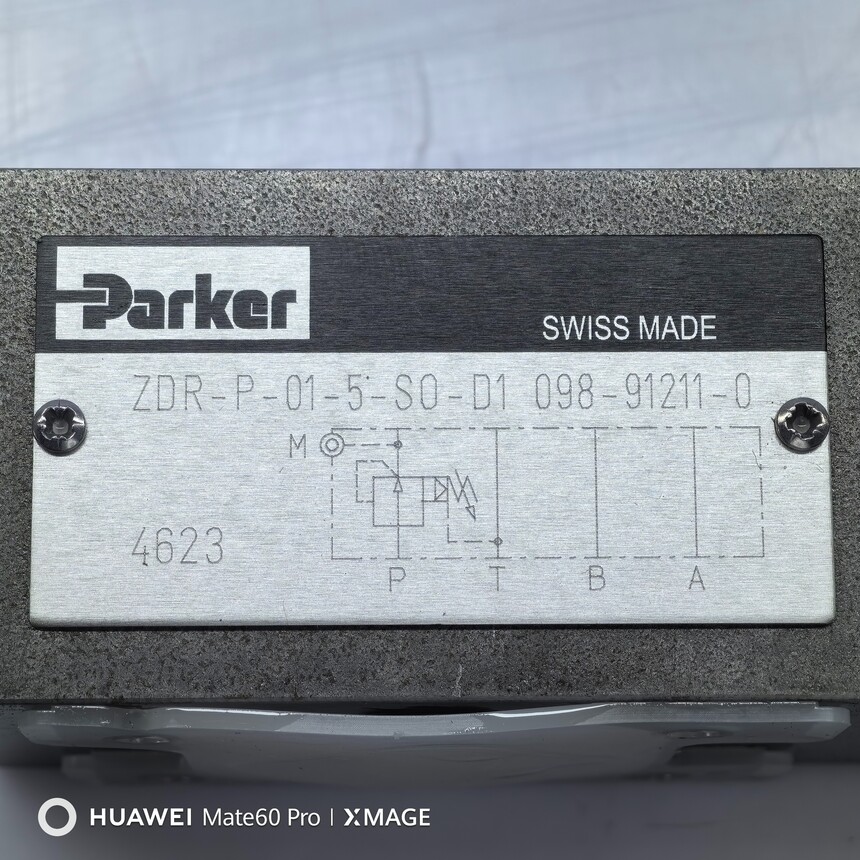 Parker
SWISS MADE
ZDR-P-01-5-S0-D1 098-91211-0
M
4623
P T B A
HUAWEI Mate60 Pro | XMAGE